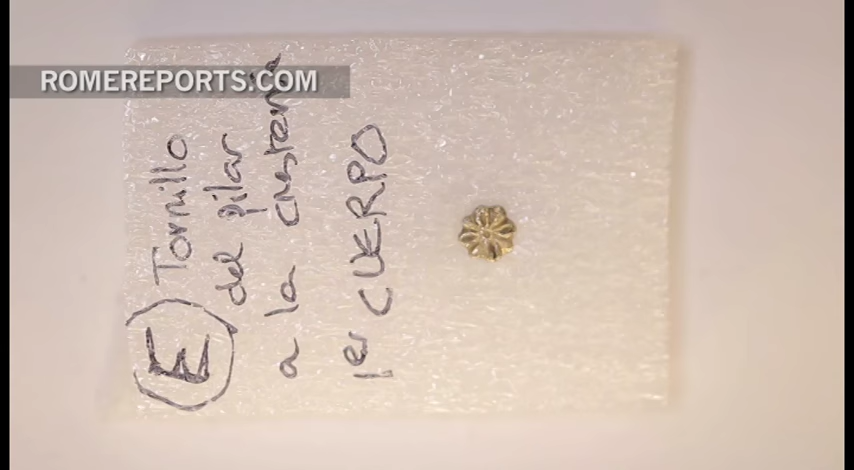 ROMEREPORTS.COM
(E) Tornillo
del pilar
a la crestería
1er CUERPO